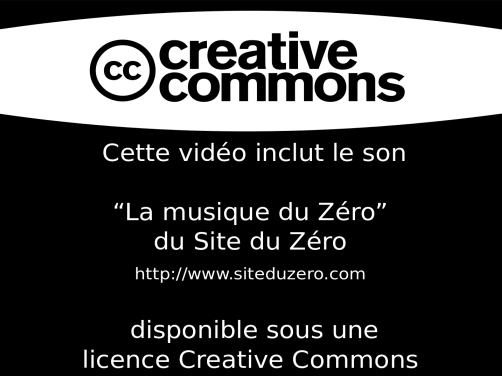 cc creative
commons
Cette vidéo inclut le son
“La musique du Zéro”
du Site du Zéro
http://www.siteduzero.com
disponible sous une
licence Creative Commons